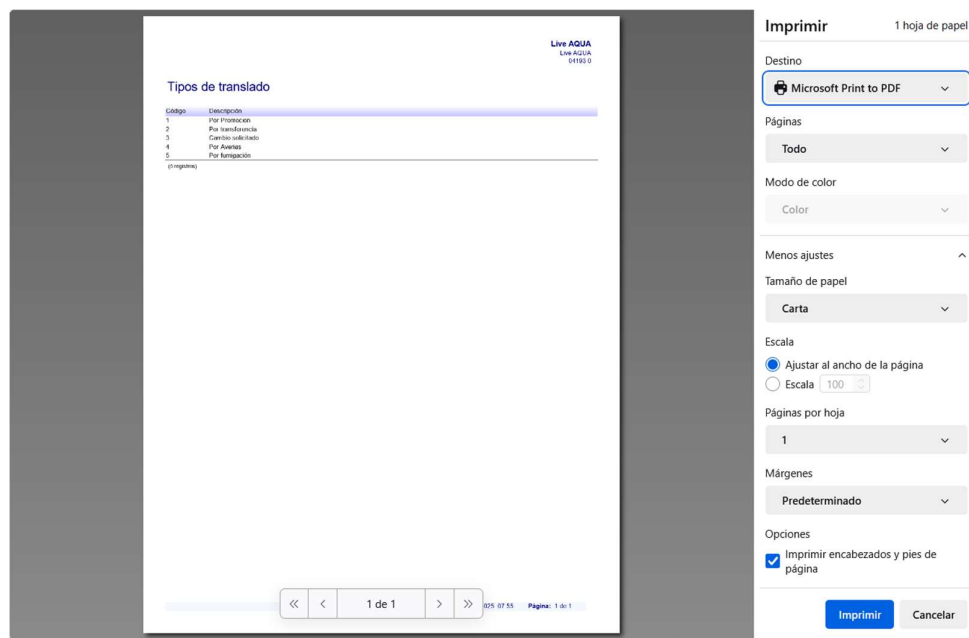 Live AQUA
Live AQUA
04193 0
Tipos de translado
Código Descripción
1 Por Promocion
2 Por transferencia
3 Cambio solicitado
4 Por Averias
5 Por fumigación
(5 registros)
1 de 1
025 07 55 Página: 1 de 1
Imprimir 1 hoja de papel
Destino
Microsoft Print to PDF
Páginas
Todo
Modo de color
Color
Menos ajustes
Tamaño de papel
Carta
Escala
Ajustar al ancho de la página
Escala 100
Páginas por hoja
1
Márgenes
Predeterminado
Opciones
Imprimir encabezados y pies de
página
Imprimir Cancelar